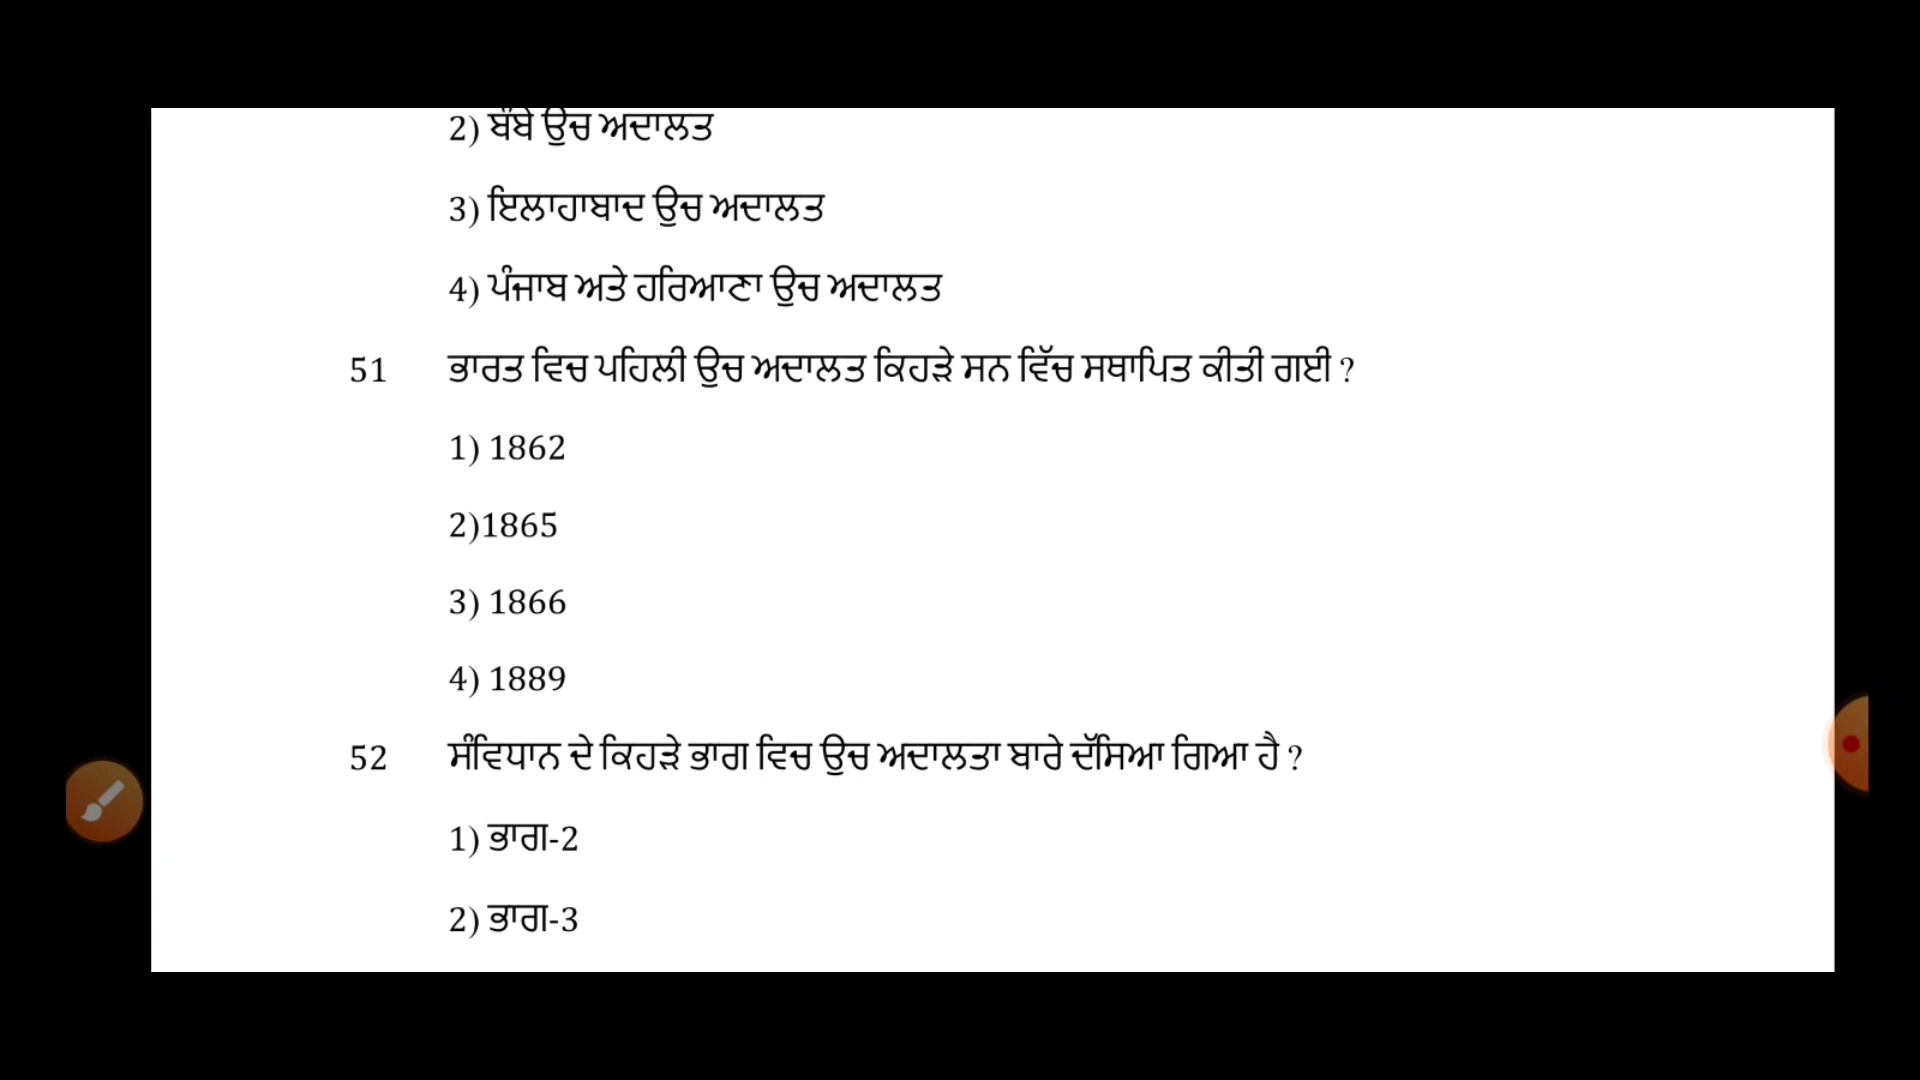 2) ਬੰਬੇ ਉਚ ਅਦਾਲਤ
3) ਇਲਾਹਾਬਾਦ ਉਚ ਅਦਾਲਤ
4) ਪੰਜਾਬ ਅਤੇ ਹਰਿਆਣਾ ਉਚ ਅਦਾਲਤ
51 ਭਾਰਤ ਵਿਚ ਪਹਿਲੀ ਉਚ ਅਦਾਲਤ ਕਿਹੜੇ ਸਨ ਵਿੱਚ ਸਥਾਪਿਤ ਕੀਤੀ ਗਈ ?
1) 1862
2)1865
3) 1866
4) 1889
52 ਸੰਵਿਧਾਨ ਦੇ ਕਿਹੜੇ ਭਾਗ ਵਿਚ ਉਚ ਅਦਾਲਤਾ ਬਾਰੇ ਦੱਸਿਆ ਗਿਆ ਹੈ ?
1) ਭਾਗ-2
2) ਭਾਗ-3